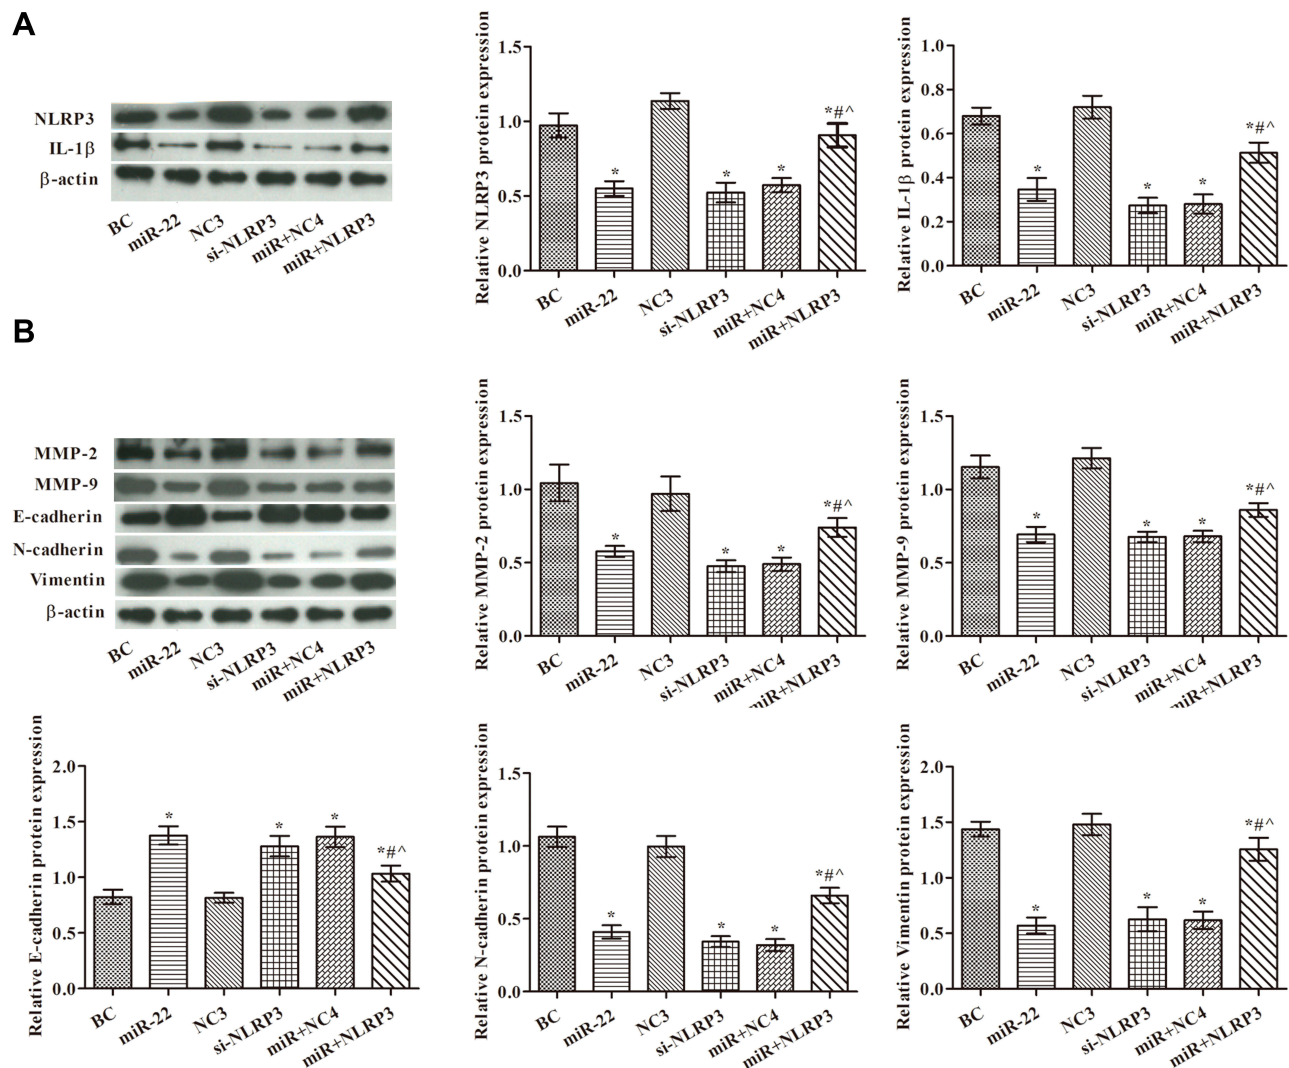 A
NLRP3
IL-1β
β-actin
BC
miR-22
NC3
si-NLRP3
miR+NC4
miR+NLRP3
Relative NLRP3 protein expression
1.5
1.0
0.5
0.0
*
*
*
*#^
BC
miR-22
NC3
si-NLRP3
miR+NC4
miR+NLRP3
Relative IL-1β protein expression
1.0
0.8
0.6
0.4
0.2
0.0
*
*
*
*#^
BC
miR-22
NC3
si-NLRP3
miR+NC4
miR+NLRP3
B
MMP-2
MMP-9
E-cadherin
N-cadherin
Vimentin
β-actin
BC
miR-22
NC3
si-NLRP3
miR+NC4
miR+NLRP3
Relative MMP-2 protein expression
1.5
1.0
0.5
0.0
*
*
*
*#^
BC
miR-22
NC3
si-NLRP3
miR+NC4
miR+NLRP3
Relative MMP-9 protein expression
1.5
1.0
0.5
0.0
*
*
*
*#^
BC
miR-22
NC3
si-NLRP3
miR+NC4
miR+NLRP3
Relative E-cadherin protein expression
2.0
1.5
1.0
0.5
0.0
*
*
*
*#^
BC
miR-22
NC3
si-NLRP3
miR+NC4
miR+NLRP3
Relative N-cadherin protein expression
1.5
1.0
0.5
0.0
*
*
*
*#^
BC
miR-22
NC3
si-NLRP3
miR+NC4
miR+NLRP3
Relative Vimentin protein expression
2.0
1.5
1.0
0.5
0.0
*
*
*
*#^
BC
miR-22
NC3
si-NLRP3
miR+NC4
miR+NLRP3